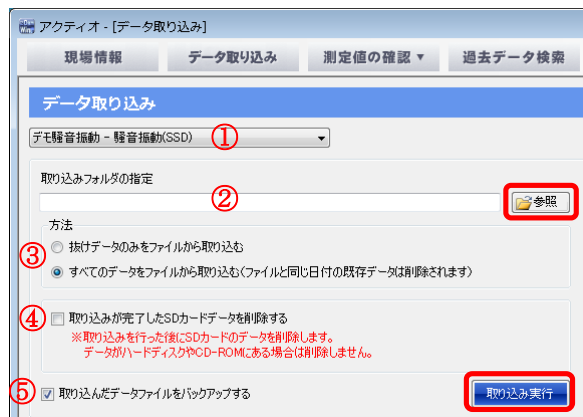 アクティオ - [データ取り込み]
現場情報 データ取り込み 測定値の確認 ▼ 過去データ検索
データ取り込み
デモ騒音振動 - 騒音振動(SSD) ①
取り込みフォルダの指定
② 参照
方法
③
抜けデータのみをファイルから取り込む
すべてのデータをファイルから取り込む(ファイルと同じ日付の既存データは削除されます)
④ 取り込みが完了したSDカードデータを削除する
※取り込みを行った後にSDカードのデータを削除します。
データがハードディスクやCD-ROMにある場合は削除しません。
⑤ 取り込んだデータファイルをバックアップする 取り込み実行